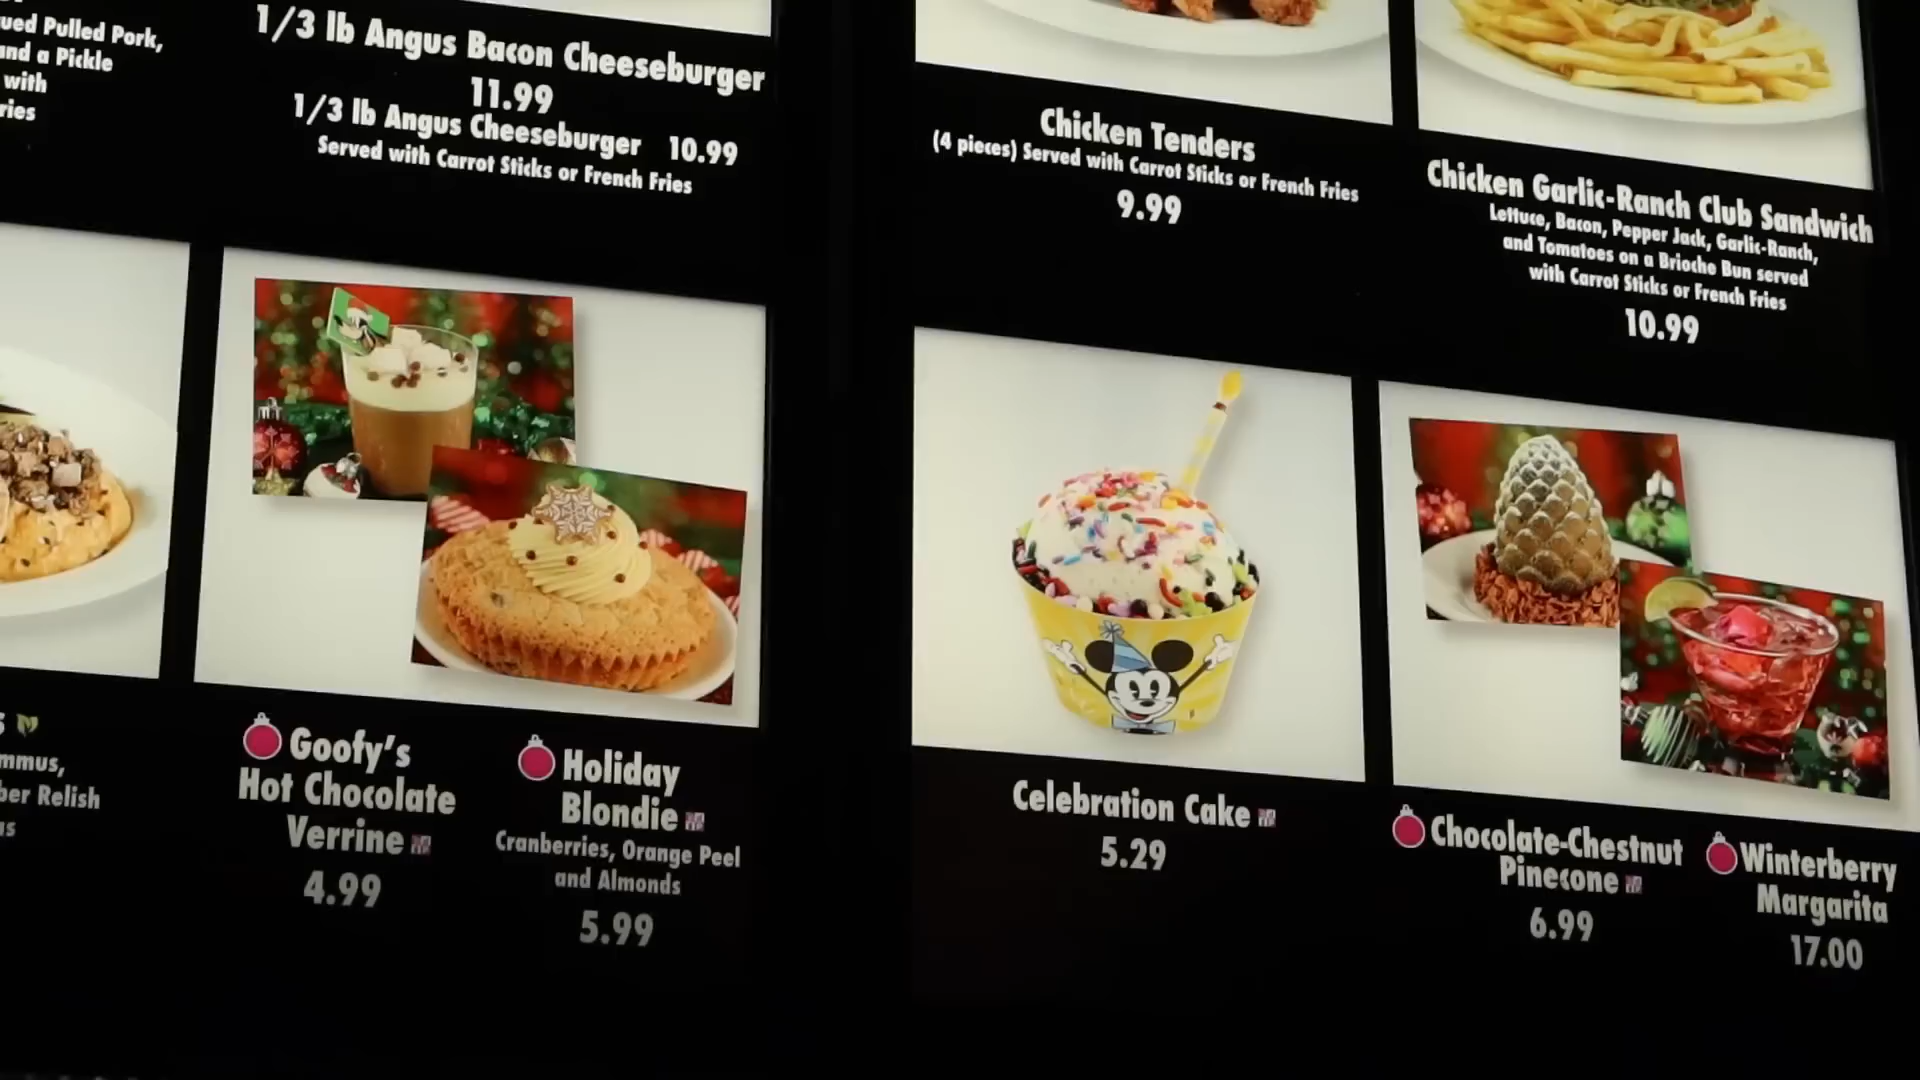 ued Pulled Pork,
and a Pickle
with
ries
1/3 lb Angus Bacon Cheeseburger
11.99
1/3 lb Angus Cheeseburger 10.99
Served with Carrot Sticks or French Fries
Chicken Tenders
(4 pieces) Served with Carrot Sticks or French Fries
9.99
Chicken Garlic-Ranch Club Sandwich
Lettuce, Bacon, Pepper Jack, Garlic-Ranch,
and Tomatoes on a Brioche Bun served
with Carrot Sticks or French Fries
10.99
s
mmus,
ber Relish
us
Goofy's
Hot Chocolate
Verrine
4.99
Holiday
Blondie
Cranberries, Orange Peel
and Almonds
5.99
Celebration Cake
5.29
Chocolate-Chestnut
Pinecone
6.99
Winterberry
Margarita
17.00